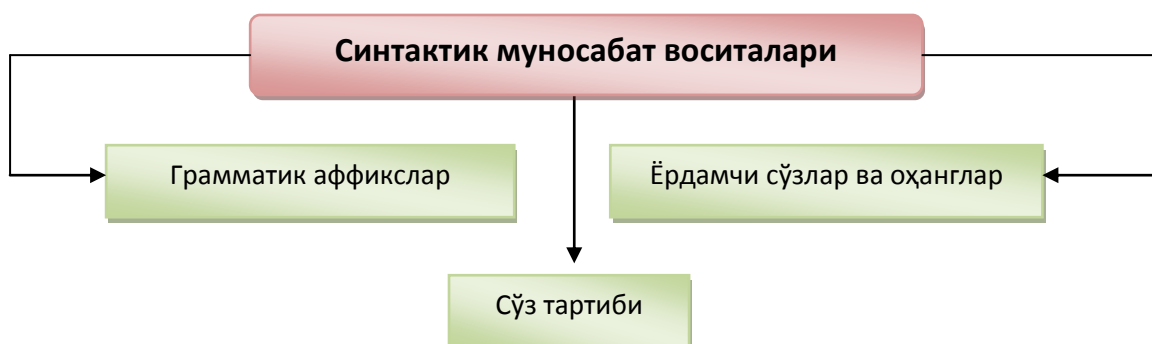 Синтактик муносабат воситалари
Грамматик аффикслар
Ёрдамчи сўзлар ва оҳанглар
Сўз тартиби